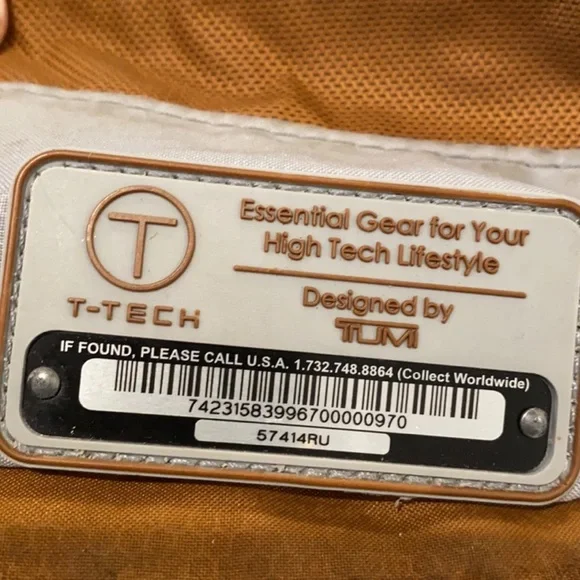 T
T-TECH
Essential Gear for Your
High Tech Lifestyle
Designed by
TUMI
IF FOUND, PLEASE CALL U.S.A. 1.732.748.8864 (Collect Worldwide)
74231583996700000970
57414RU